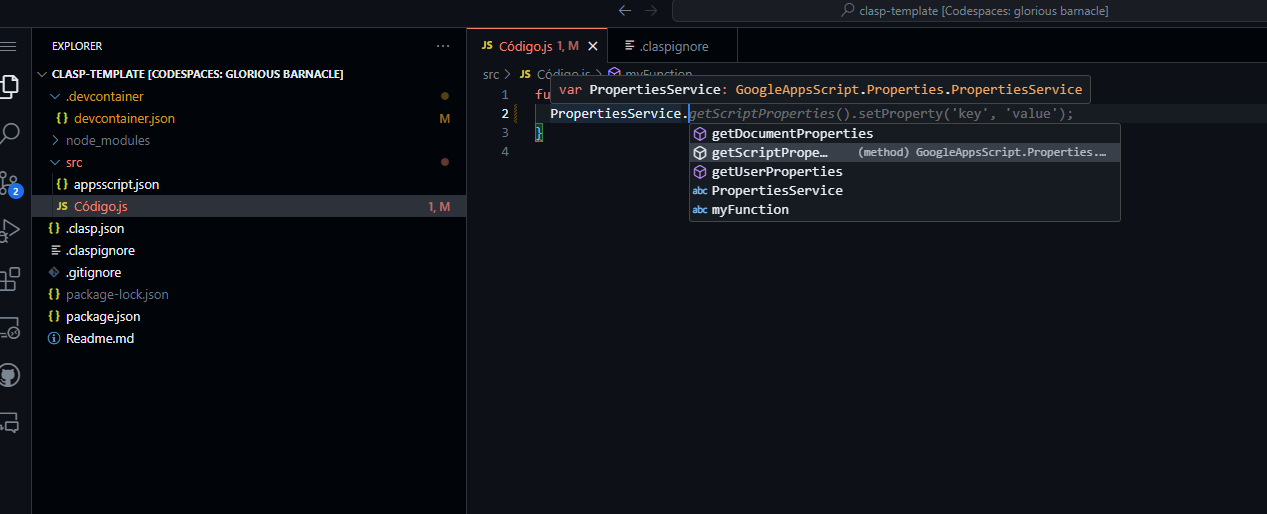 clasp-template [Codespaces: glorious barnacle]
EXPLORER
CLASP-TEMPLATE [CODESPACES: GLORIOUS BARNACLE]
.devcontainer
{} devcontainer.json M
node_modules
src
{} appsscript.json
JS Código.js 1, M
{} .clasp.json
.claspignore
.gitignore
{} package-lock.json
{} package.json
Readme.md
2
JS Código.js 1, M
.claspignore
src > JS Código.js > myFunction
var PropertiesService: GoogleAppsScript.Properties.PropertiesService
1 fu
2 PropertiesService.getScriptProperties().setProperty('key', 'value');
3 }
4
getDocumentProperties
getScriptPrope… (method) GoogleAppsScript.Properties.…
getUserProperties
abc PropertiesService
abc myFunction